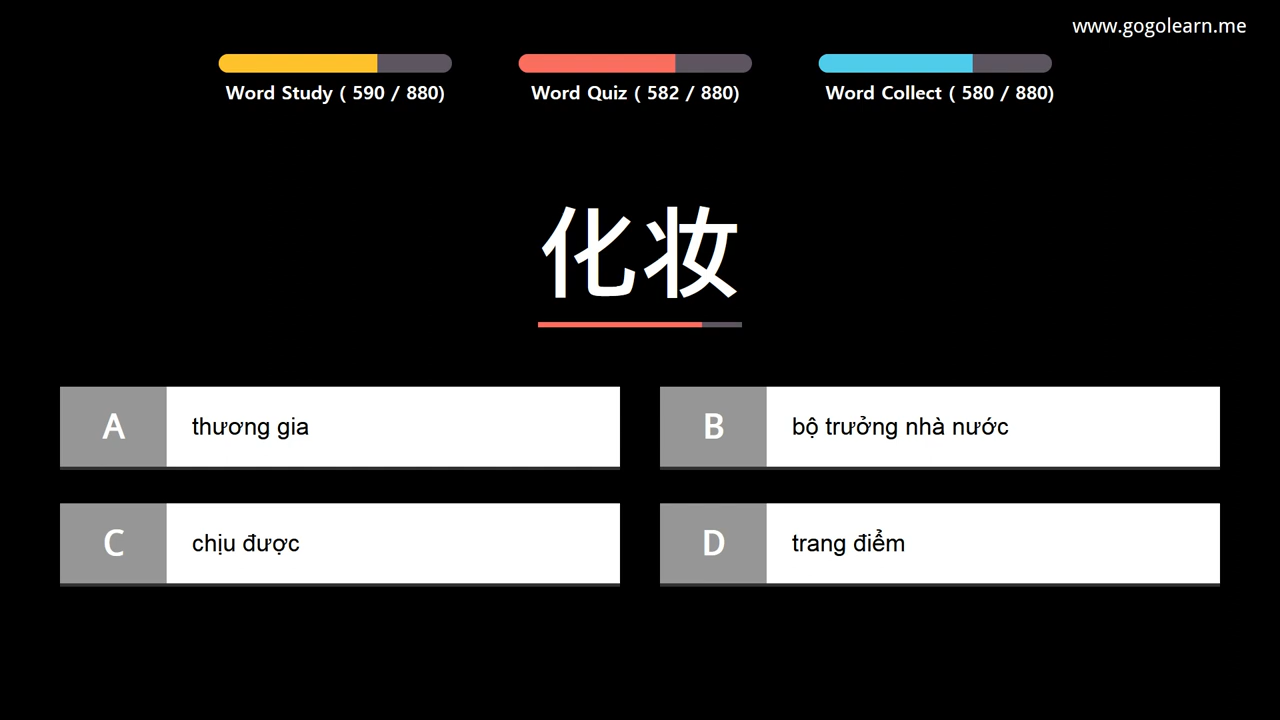 www.gogolearn.me
Word Study ( 590 / 880)
Word Quiz ( 582 / 880)
Word Collect ( 580 / 880)
化妆
A
thương gia
B
bộ trưởng nhà nước
C
chịu được
D
trang điểm